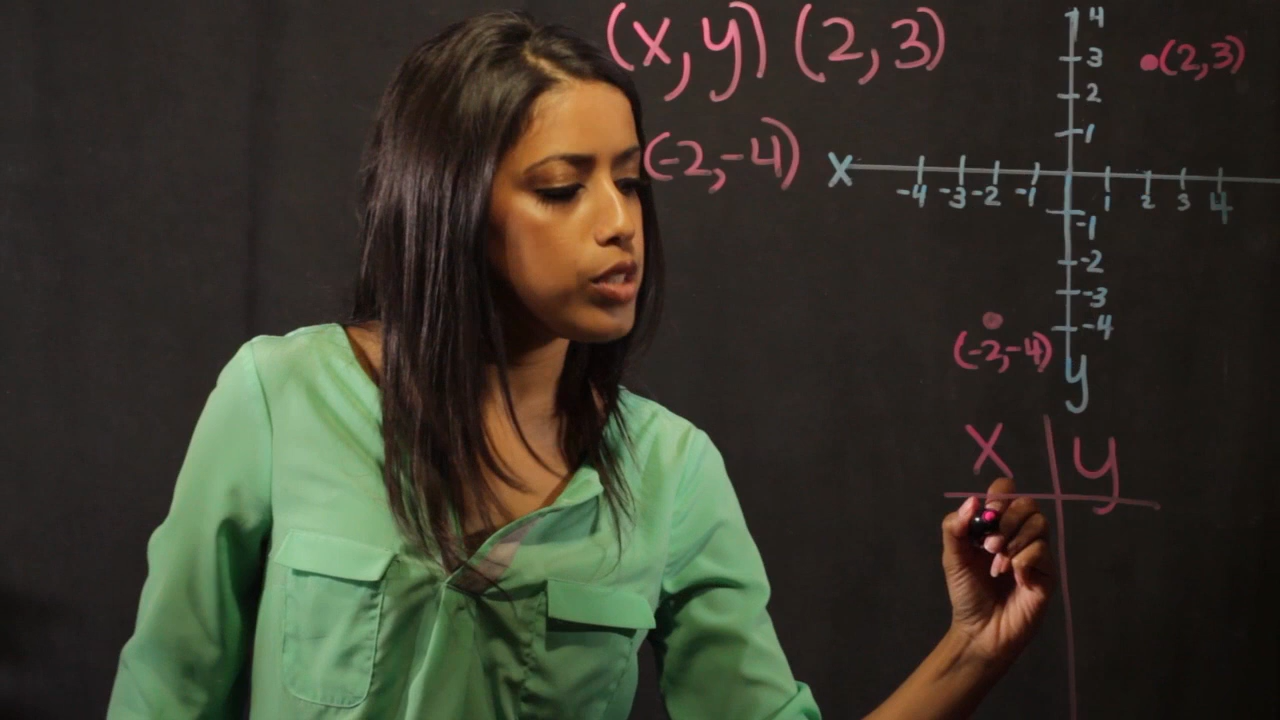 (x,y) (2,3)
(-2,-4)
4
3
•(2,3)
2
1
X
-4 -3 -2 -1 1 2 3 4
-1
-2
-3
-4
(-2,-4)
y
X y